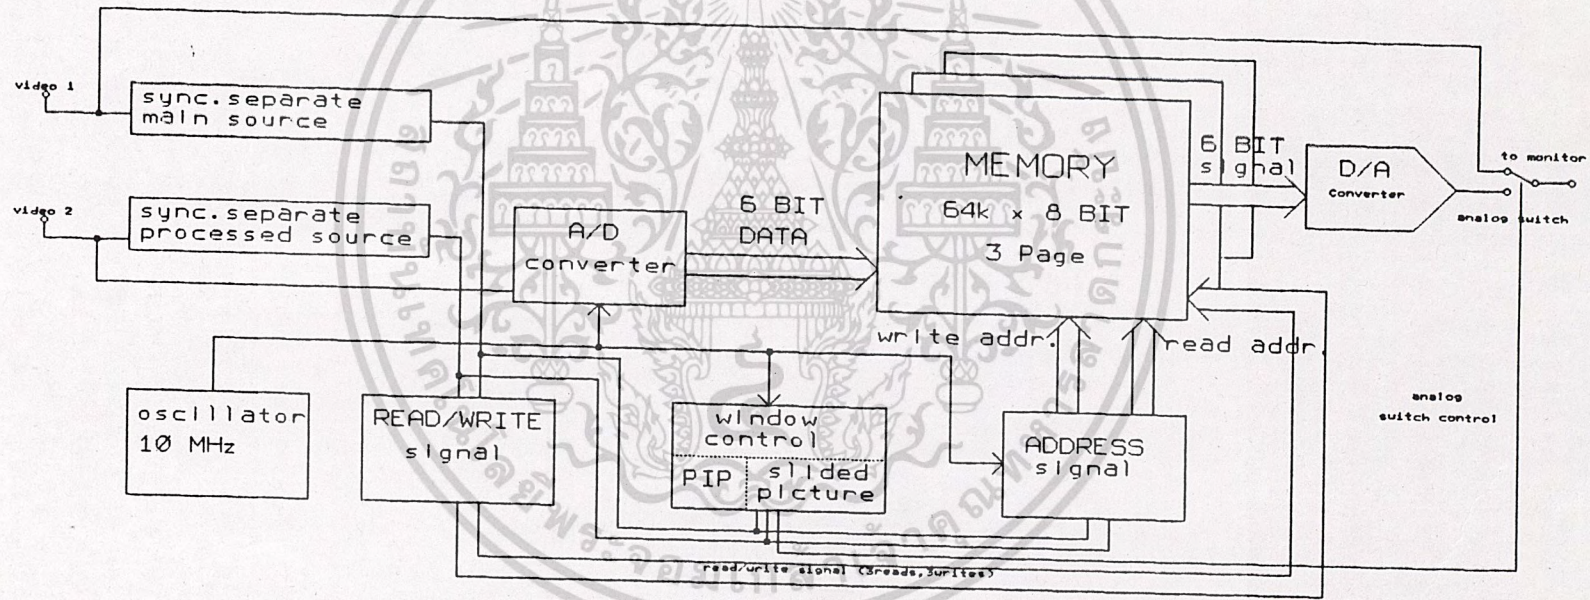 video 1
sync.separate
main source
video 2
sync.separate
processed source
A/D
converter
6 BIT
DATA
MEMORY
64k x 8 BIT
3 Page
6 BIT
signal
D/A
Converter
to monitor
analog switch
write addr.
read addr.
analog
switch control
oscillator
10 MHz
READ/WRITE
signal
window
control
PIP
slided
picture
ADDRESS
signal
read/write signal (3reads,3writes)